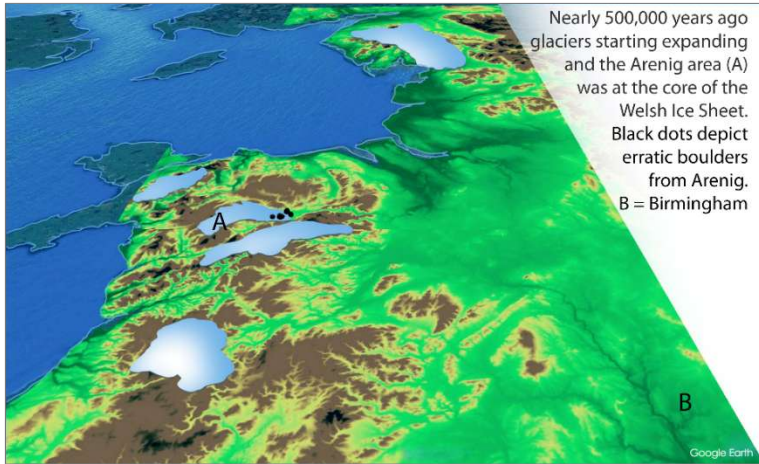 Nearly 500,000 years ago
glaciers starting expanding
and the Arenig area (A)
was at the core of the
Welsh Ice Sheet.
Black dots depict
erratic boulders
from Arenig.
B = Birmingham
A
B
Google Earth